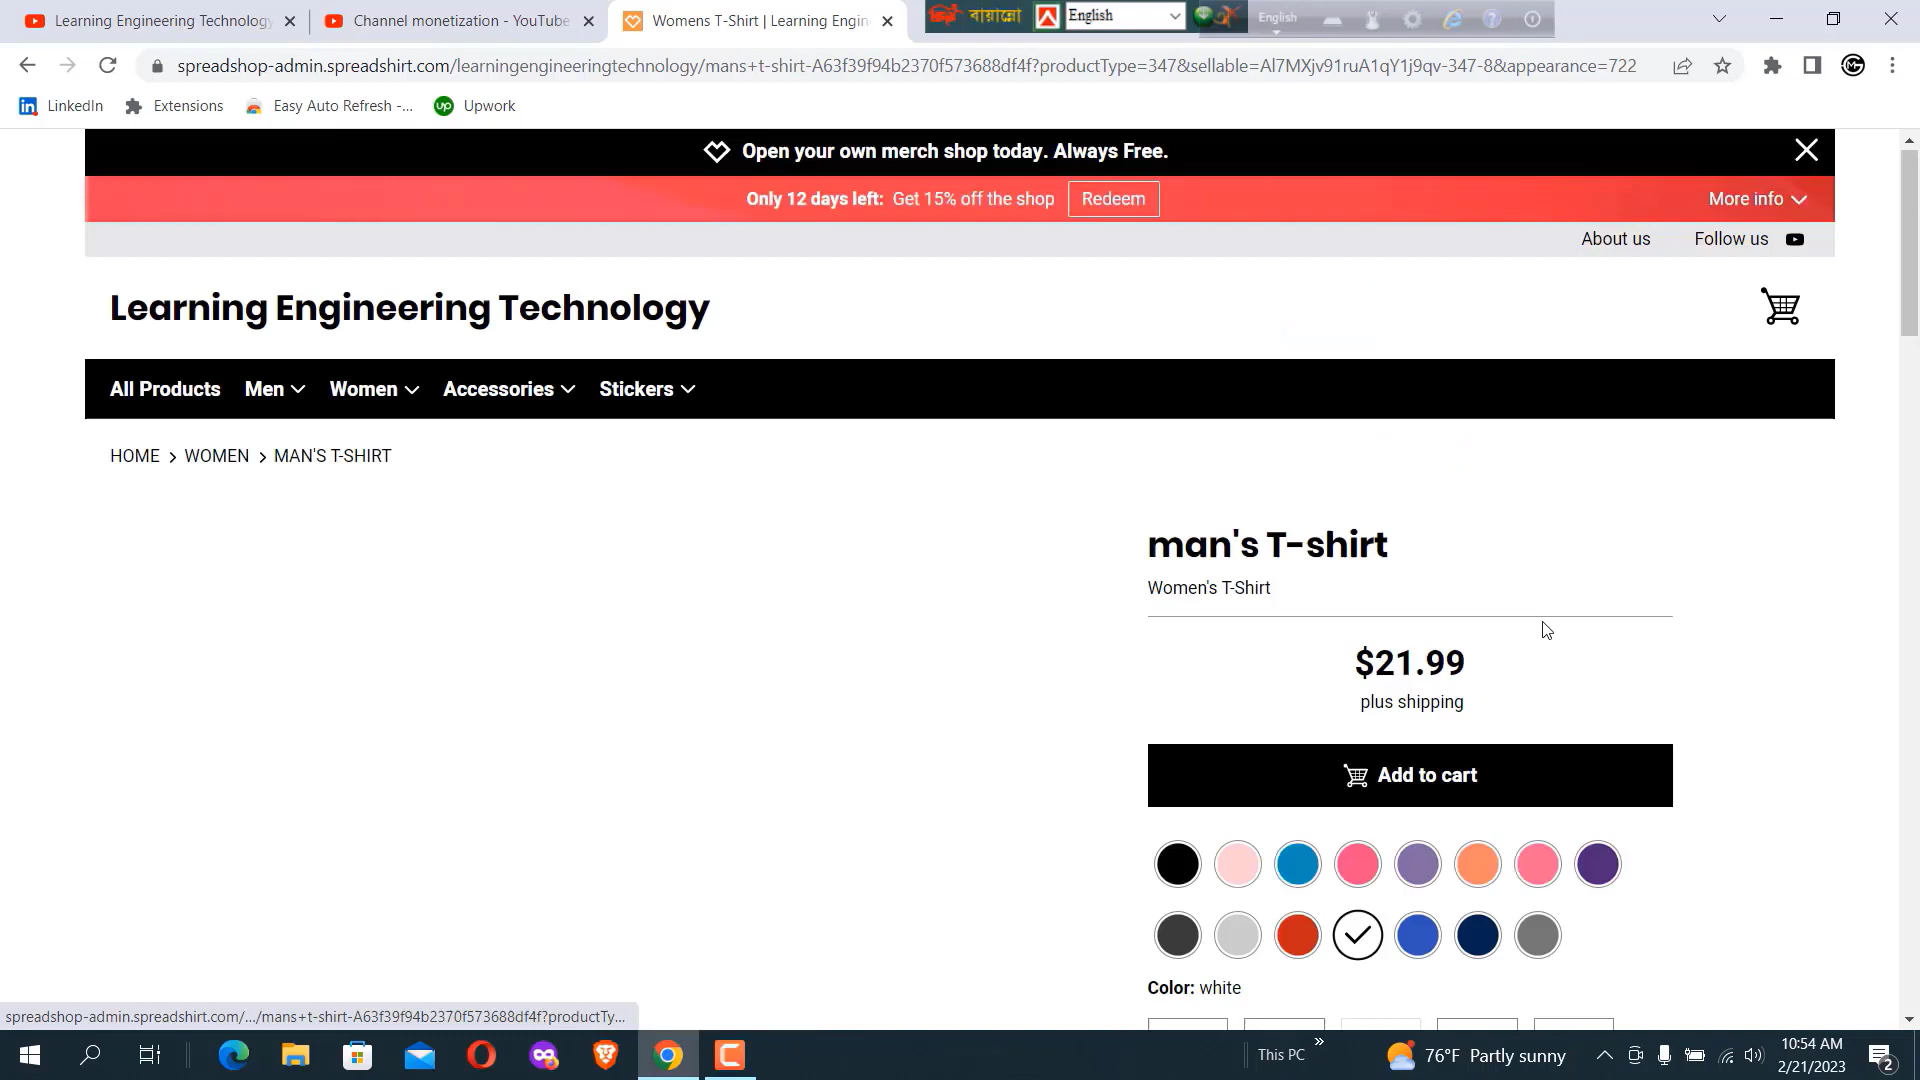 Learning Engineering Technology
Channel monetization - YouTube
Womens T-Shirt | Learning Engin
বায়ান্নো
English
English
spreadshop-admin.spreadshirt.com/learningengineeringtechnology/mans+t-shirt-A63f39f94b2370f573688df4f?productType=347&sellable=Al7MXjv91ruA1qY1j9qv-347-8&appearance=722
LinkedIn
Extensions
Easy Auto Refresh -...
Upwork
Open your own merch shop today. Always Free.
Only 12 days left: Get 15% off the shop
Redeem
More info
About us
Follow us
Learning Engineering Technology
All Products
Men
Women
Accessories
Stickers
HOME > WOMEN > MAN'S T-SHIRT
man's T-shirt
Women's T-Shirt
$21.99
plus shipping
Add to cart
Color: white
spreadshop-admin.spreadshirt.com/.../mans+t-shirt-A63f39f94b2370f573688df4f?productTy...
This PC
76°F Partly sunny
10:54 AM
2/21/2023
2